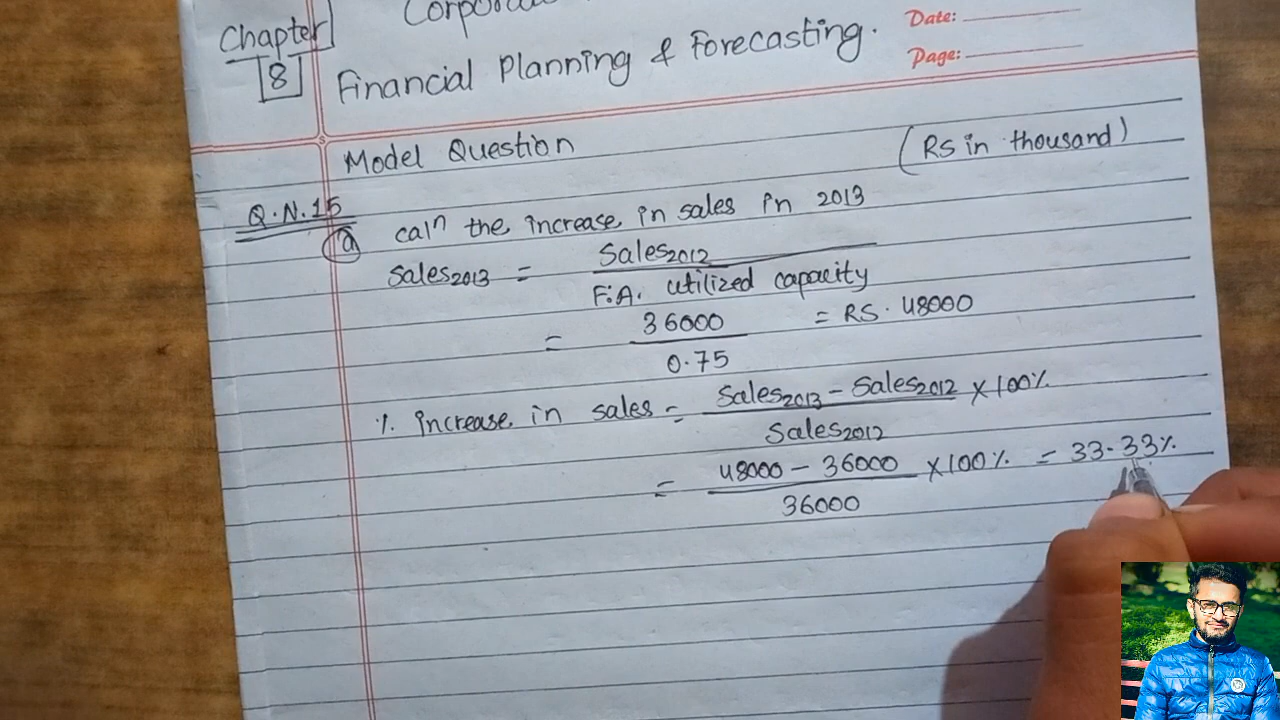 Chapter
8
Financial Planning & Forecasting.
Date:
Page:
Model Question
(Rs in thousand)
Q.N.15
a calⁿ the increase in sales in 2013
Sales2013 = Sales2012
F.A. utilized capacity
= 36000 = RS. 48000
0.75
% increase in sales = Sales2013 - Sales2012 × 100%
Sales2012
= 48000 - 36000 × 100% = 33.33%
36000